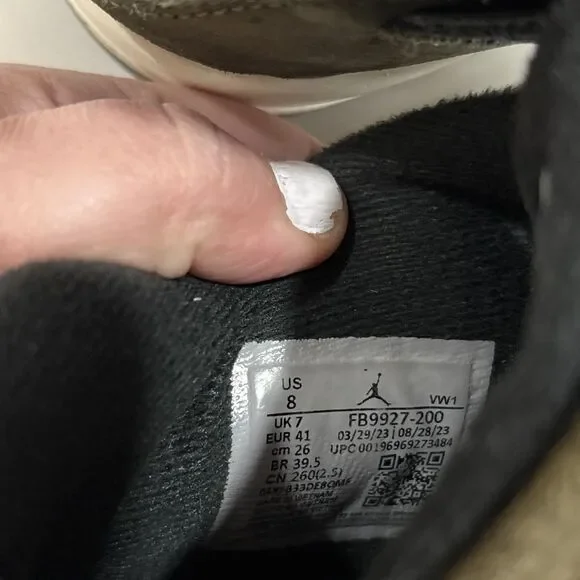 US
8
VW1
UK 7 FB9927-200
EUR 41 03/29/23 | 08/28/23
cm 26 UPC 00196969273484
BR 39.5
CN 260(2.5)